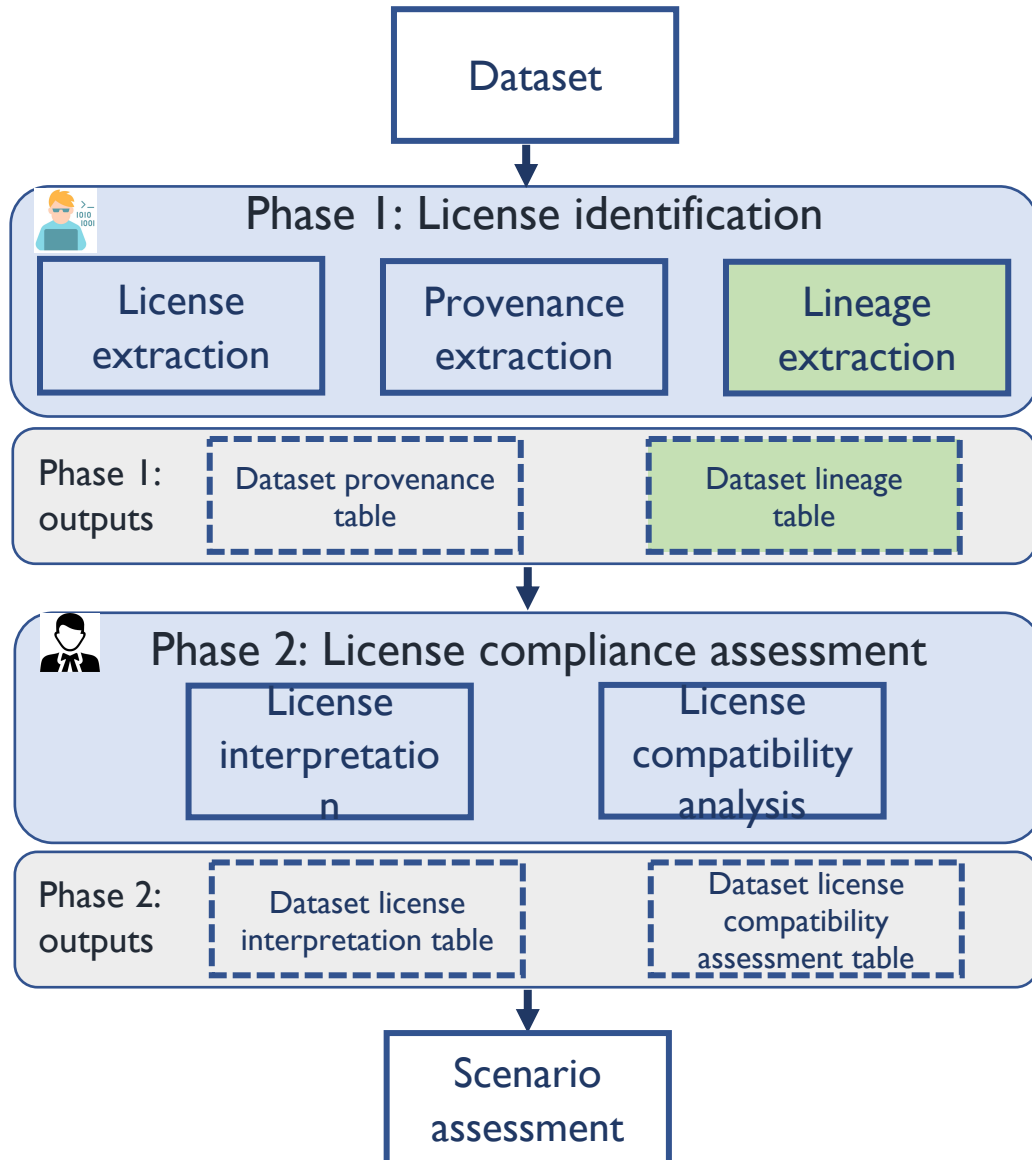 Dataset
Phase 1: License identification
>_
1010
1001
License
extraction
Provenance
extraction
Lineage
extraction
Phase 1:
outputs
Dataset provenance
table
Dataset lineage
table
Phase 2: License compliance assessment
License
interpretatio
n
License
compatibility
analysis
Phase 2:
outputs
Dataset license
interpretation table
Dataset license
compatibility
assessment table
Scenario
assessment